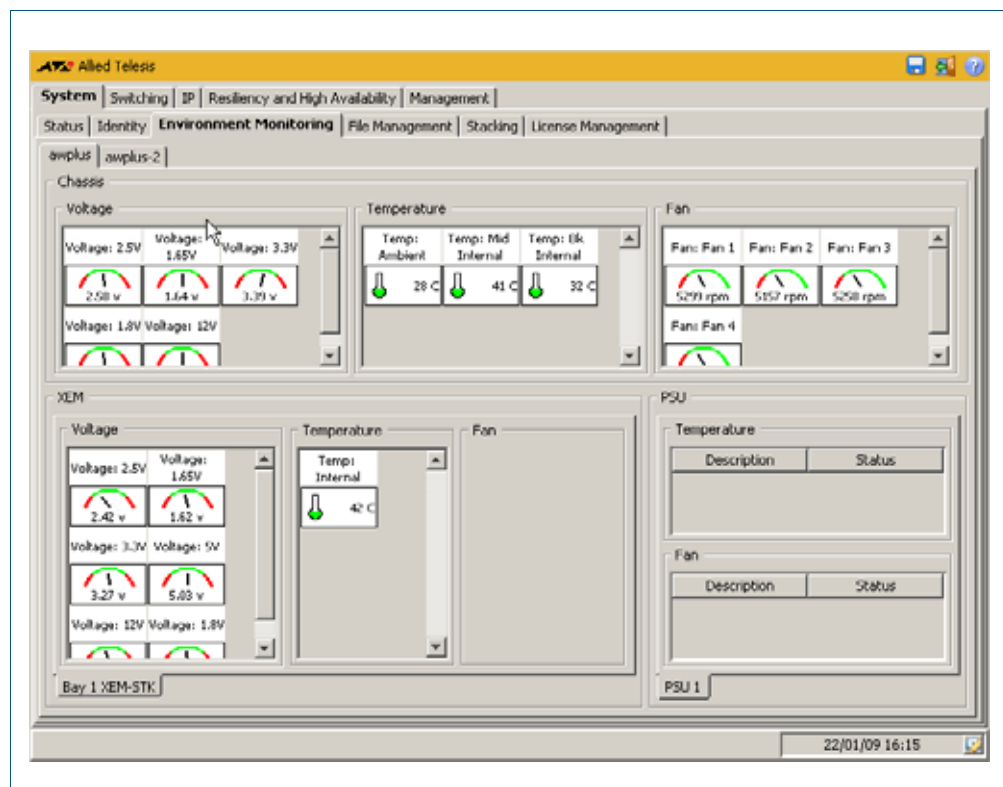 Allied Telesis
System Switching IP Resiliency and High Availability Management
Status Identity Environment Monitoring File Management Stacking License Management
awplus awplus-2
Chassis
Voltage Temperature Fan
Voltage: 2.5V Voltage: 1.65V Voltage: 3.3V Temp: Ambient Temp: Mid Internal Temp: Bk Internal Fan: Fan 1 Fan: Fan 2 Fan: Fan 3
2.58 v 1.64 v 3.39 v 28 C 41 C 32 C 5299 rpm 5157 rpm 5258 rpm
Voltage: 1.8V Voltage: 12V Fan: Fan 4
XEM PSU
Voltage Temperature Fan Temperature
Voltage: 2.5V Voltage: 1.65V Temp: Internal Description Status
2.42 v 1.62 v 42 C
Voltage: 3.3V Voltage: 5V Fan
3.27 v 5.03 v Description Status
Voltage: 12V Voltage: 1.8V
Bay 1 XEM-STK PSU 1
22/01/09 16:15